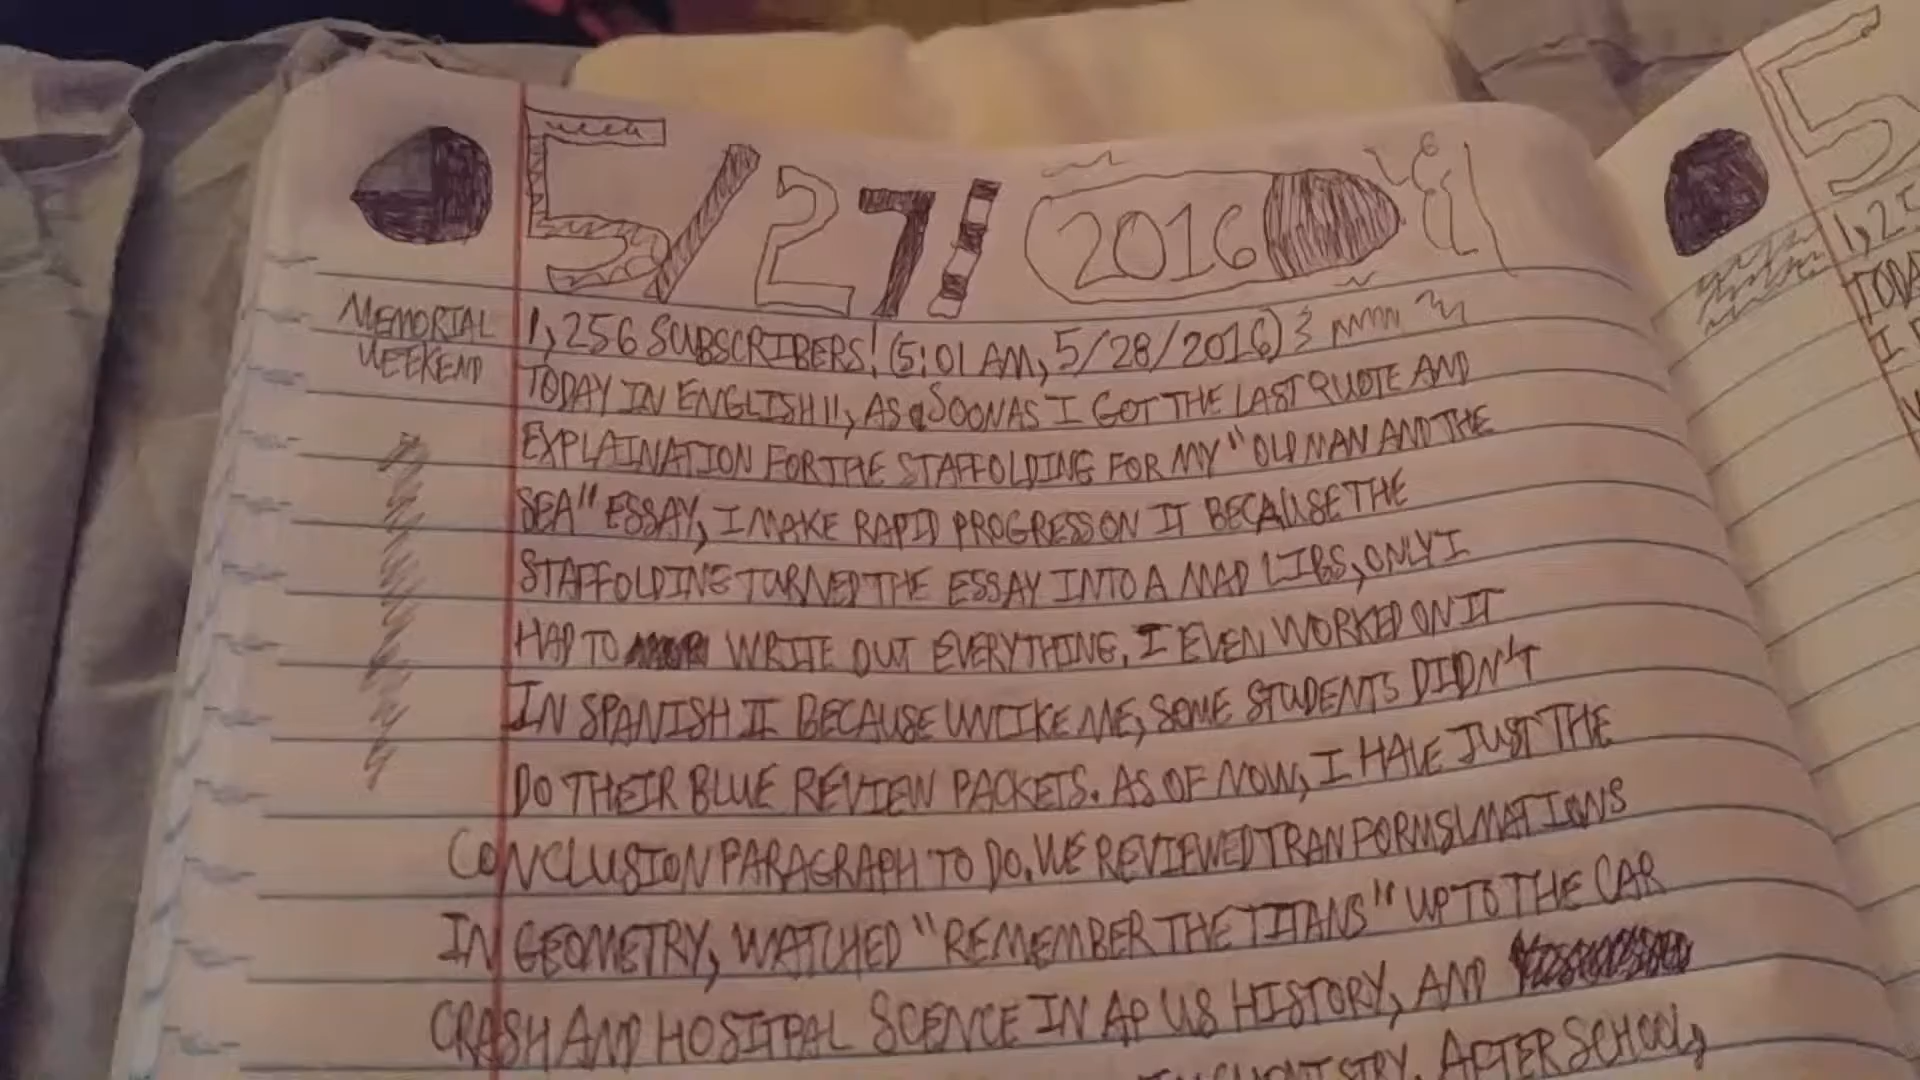 5/27/2016
MEMORIAL
WEEKEND
1,256 SUBSCRIBERS! (5:01 AM, 5/28/2016)
TODAY IN ENGLISH 11, AS SOON AS I GOT THE LAST QUOTE AND
EXPLAINATION FOR THE STAFFOLDING FOR MY "OLD MAN AND THE
SEA" ESSAY, I MAKE RAPID PROGRESS ON IT BECAUSE THE
STAFFOLDING TURNED THE ESSAY INTO A MAD LIBS, ONLY I
HAD TO WRITE OUT EVERYTHING. I EVEN WORKED ON IT
IN SPANISH II BECAUSE UNLIKE ME, SOME STUDENTS DIDN'T
DO THEIR BLUE REVIEW PACKETS. AS OF NOW, I HAVE JUST THE
CONCLUSION PARAGRAPH TO DO. WE REVIEWED
IN GEOMETRY, WATCHED "REMEMBER THE TITANS" UP TO THE CAR
CRASH AND HOSITPAL SCENCE IN AP US HISTORY, AND
AFTER SCHOOL,
5
1,25
TODA
I